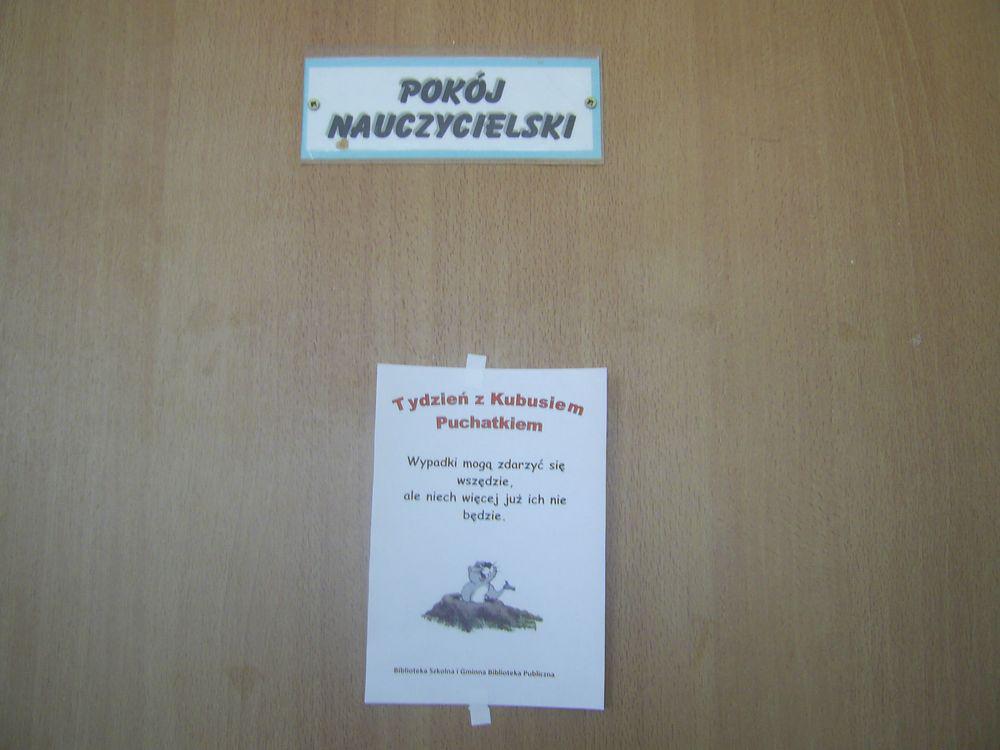 POKÓJ
NAUCZYCIELSKI
Tydzień z Kubusiem
Puchatkiem
Wypadki mogą zdarzyć się
wszędzie,
ale niech więcej już ich nie
będzie.
Biblioteka Szkolna i Gminna Biblioteka Publiczna